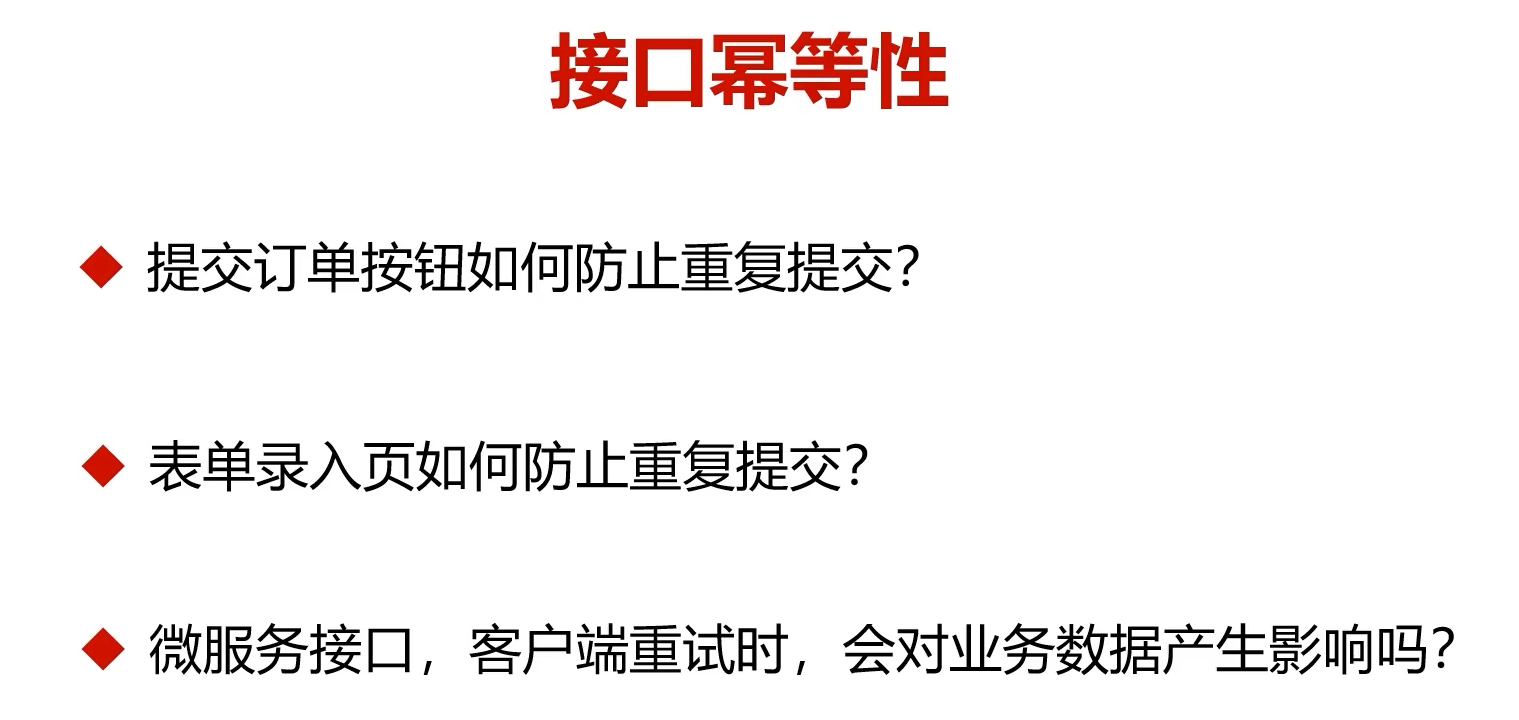 接口幂等性
提交订单按钮如何防止重复提交？
表单录入页如何防止重复提交？
微服务接口，客户端重试时，会对业务数据产生影响吗？